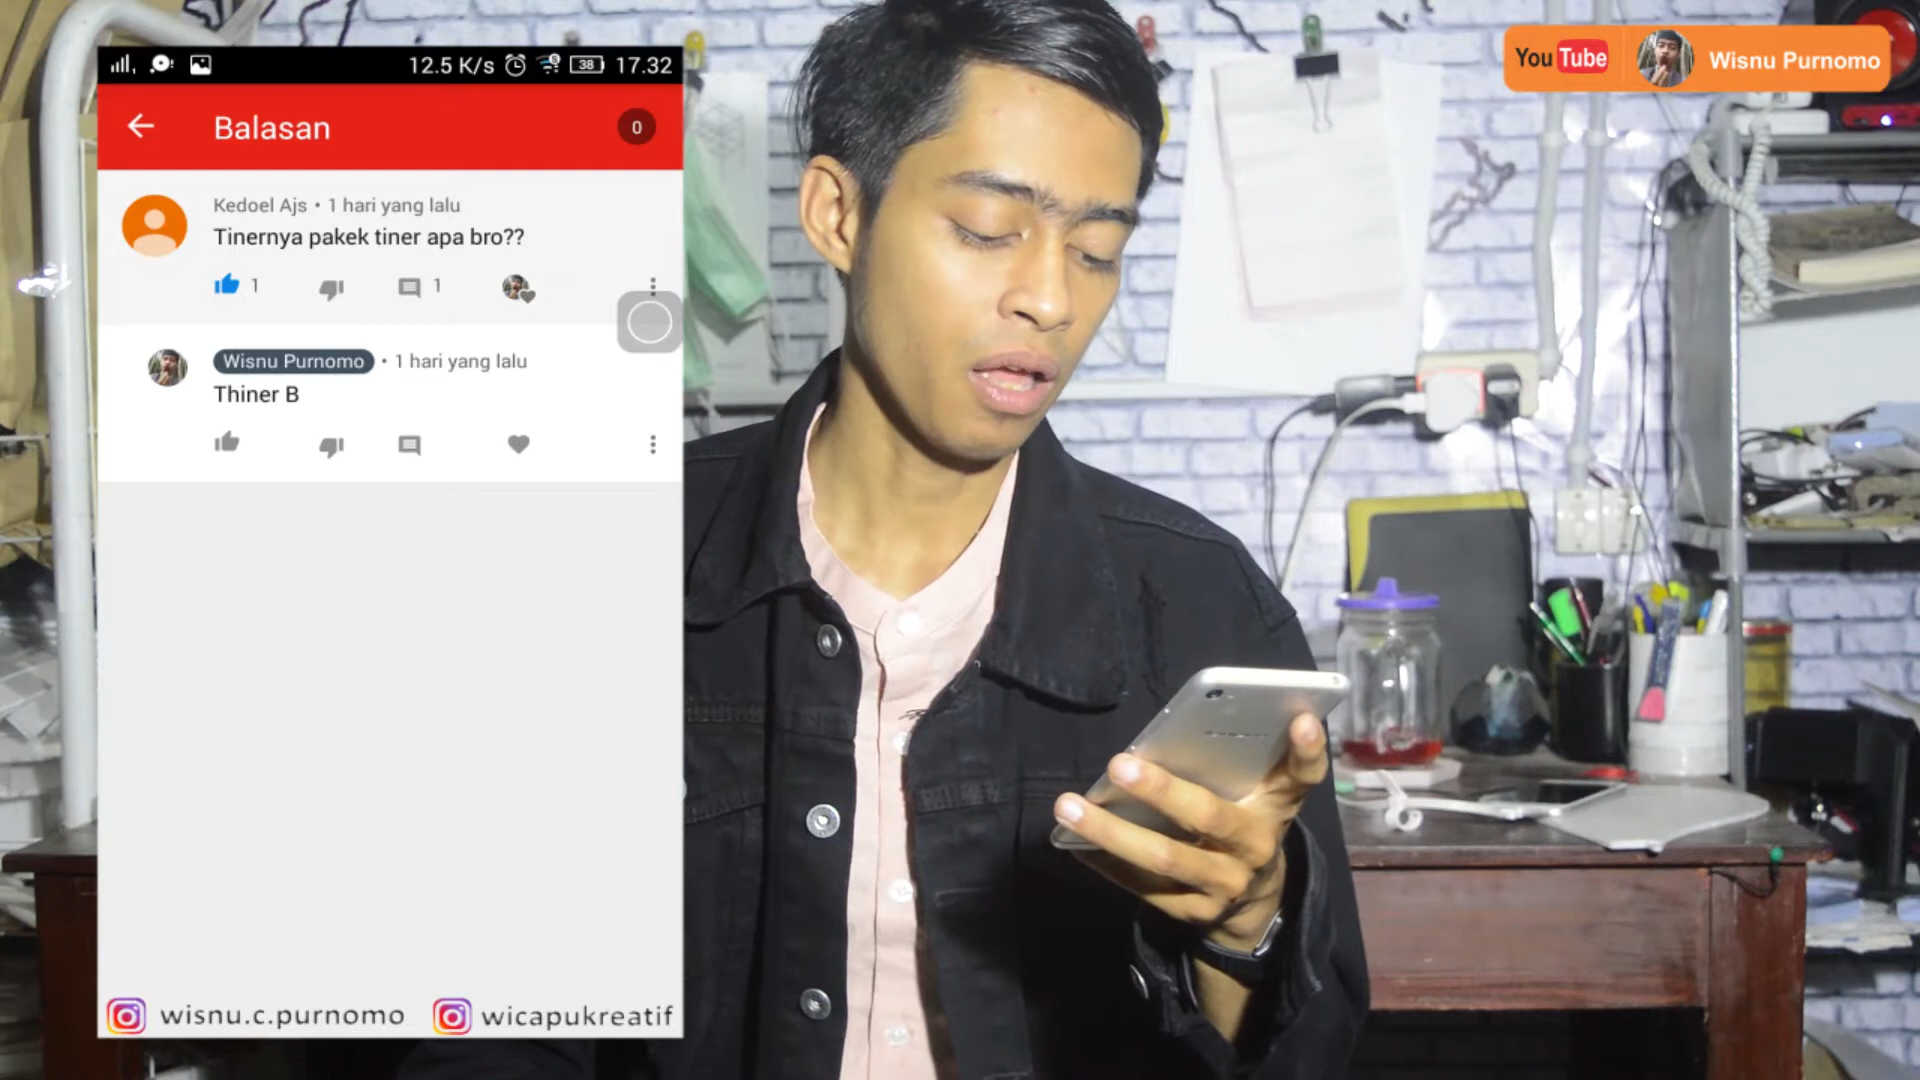 12.5 K/s 38 17.32
Balasan
0
Kedoel Ajs • 1 hari yang lalu
Tinernya pakek tiner apa bro??
1 1
Wisnu Purnomo • 1 hari yang lalu
Thiner B
wisnu.c.purnomo wicapukreatif
YouTube Wisnu Purnomo